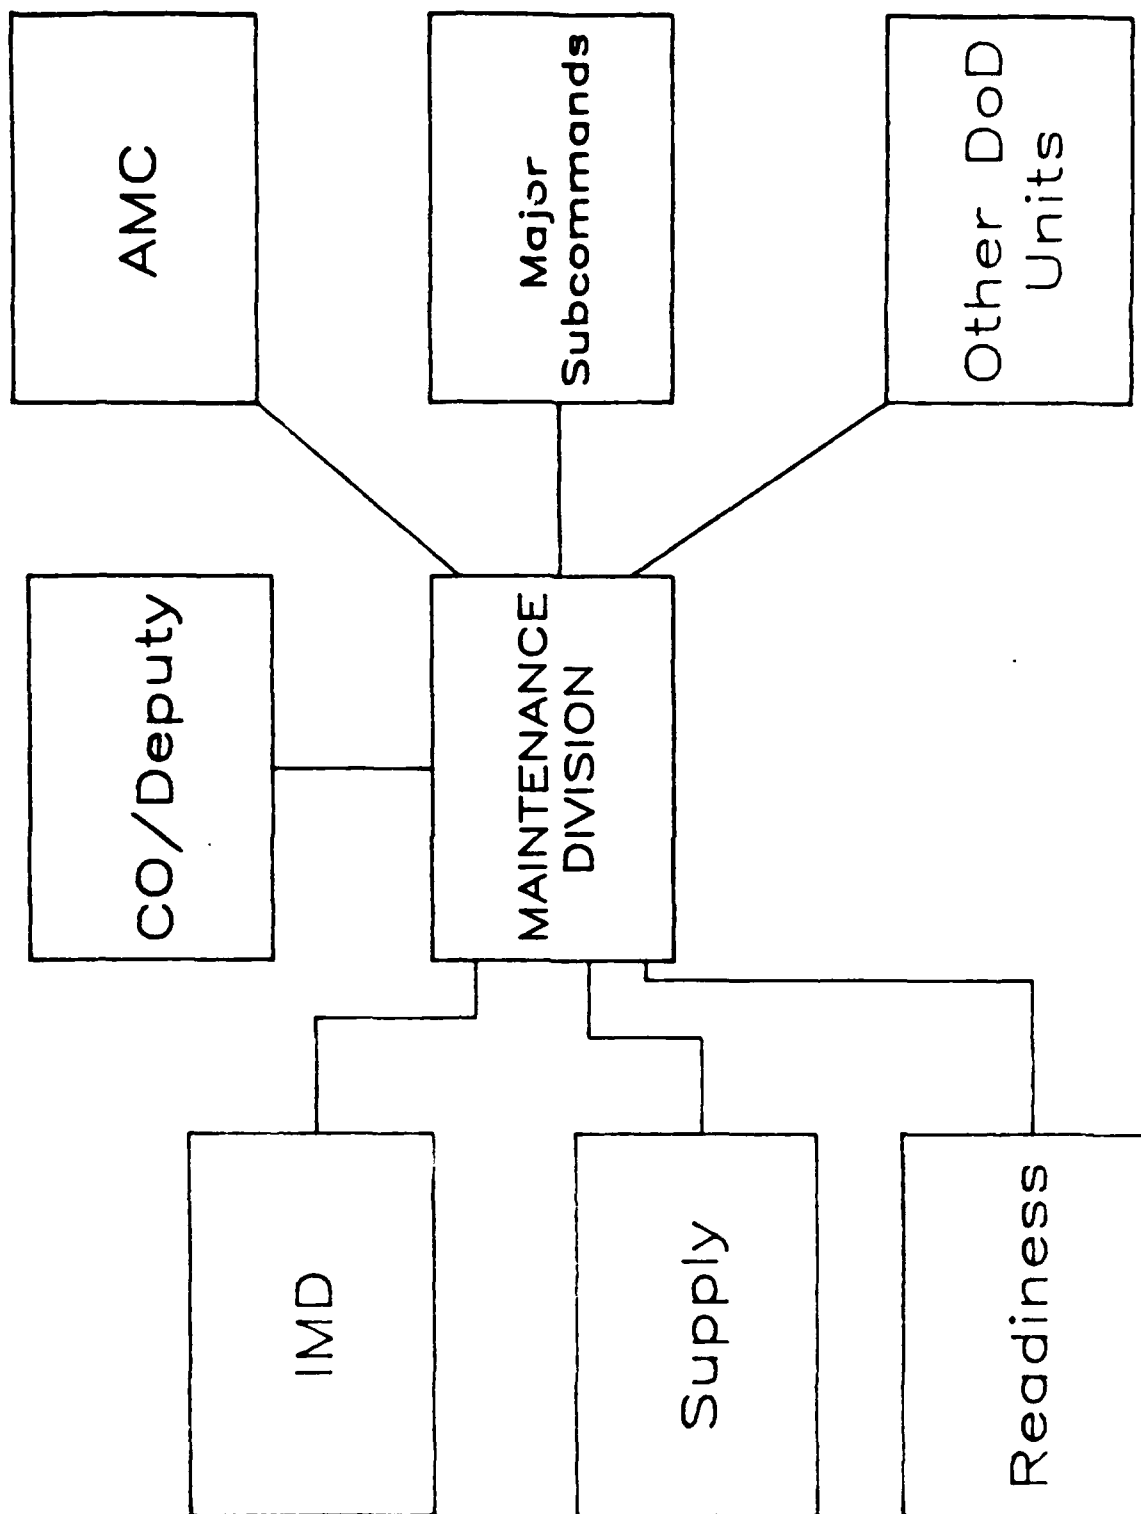 CO/Deputy
AMC
IMD
MAINTENANCE
DIVISION
Major
Subcommands
Supply
Other DoD
Units
Readiness